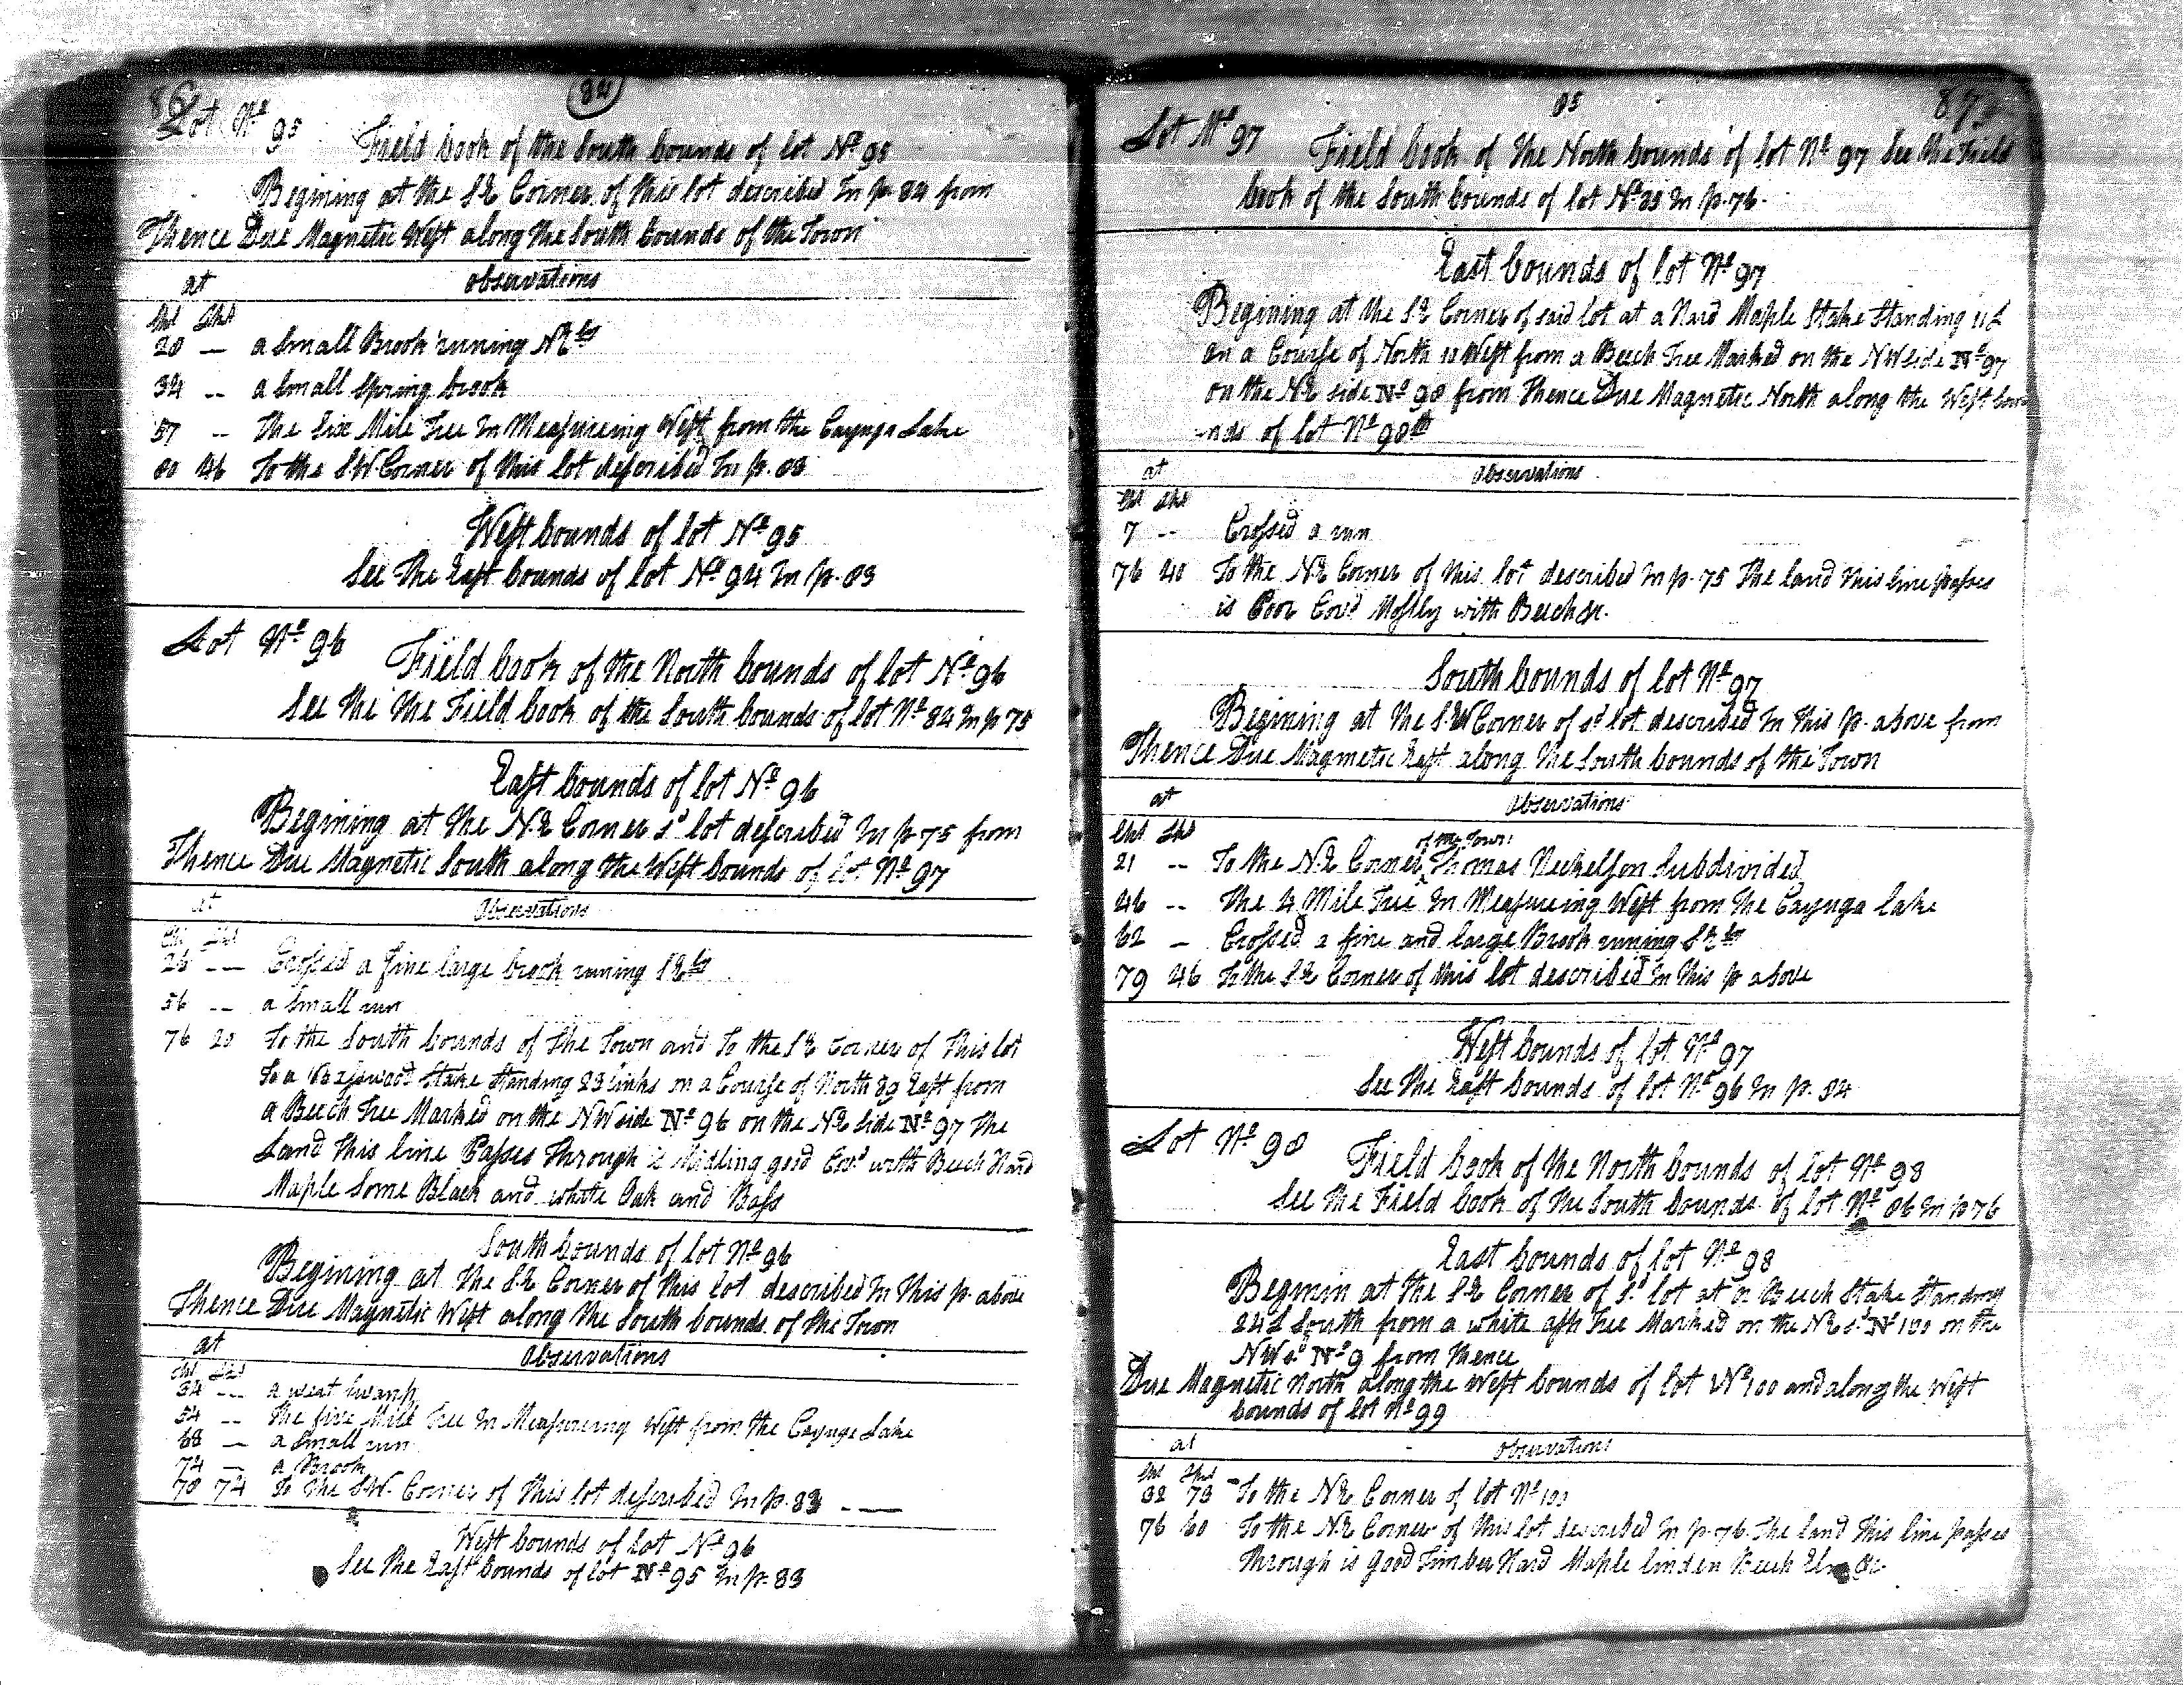 86
84
Lot No 95 Field book of the South bounds of lot No 95
Begining at the SE Corner of this lot described In p. 84 from
Thence Due Magnetic West along the South bounds of the Town
at observations
Chs Lks
20 — a Small Brook runing NEly
34 -- a Small Spring brook
57 -- The Six Mile Tree In Measureing West from the Cayuga Lake
80 46 To the SW Corner of this lot described In p. 83
West bounds of lot No 95
See The East bounds of lot No 94 In p. 83
Lot No 96 Field book of the North bounds of lot No 96
See The The Field book of the South bounds of lot No 84 In p 75
East bounds of lot No 96
Begining at the NE Corner sd lot described In p 75 from
Thence Due Magnetic South along the West bounds of lot No 97
at Observations
Chs Lks
26 -- Crossed a fine large brook runing SEly
56 -- a Small run
76 20 To the South bounds of the Town and To the SE Corner of This lot
To a Basswood Stake Standing 23 links on a Course of North 89 East from
a Beech Tree Marked on the NW side No 96 on the NE Side No 97 The
Land this line Passes Through is Midling good Covd with Beech Hard
Maple Some Black and white Oak and Bass
South bounds of lot No 96
Begining at the SE Corner of this lot described In This p. above
Thence Due Magnetic West along the South bounds of the Town
at Observations
Chs Lks
34 -- a weat Swamp
54 -- The five Mile Tree In Measureing West from the Cayuga Lake
68 — a Small run
74 — a Brook
78 74 To the SW. Corner of this lot described In p. 83
West bounds of Lot No 96
See The East bounds of lot No 95 In p. 83
85
87
Lot No 97 Field book of the North bounds of lot No 97 See the Field
book of the South bounds of lot No 85 In p. 76.
East bounds of lot No 97
Begining at the SE Corner of said lot at a Hard Maple Stake Standing 11 L
on a Course of North 11 West from a Beech Tree Marked on the NW Side No 97
on the NE side No 98 from Thence Due Magnetic North along the West bou
-nds of lot No 98th
at Observations
Chs Lks
7 -- Crossed a run
76 40 To the NE Corner of this lot described In p. 75 The land this line passes
is Poor Covd Mostly with Beech &c.
South bounds of lot No 97
Begining at the SW Corner of sd lot described In This p. above from
Thence Due Magnetic East along the South bounds of the Town
at Observations
Chs Lks
21 -- To the NE Corner of the Town Thomas Neckelson Subdivided
46 -- The 4 Mile Tree In Measureing West from The Cayuga lake
62 — Crossed a fine and large Brook runing SEly
79 46 To the SE Corner of this lot described In This p above
West bounds of lot No 97
See The East bounds of lot No 96 In p. 84
Lot No 98 Field book of the North bounds of lot No 98
See The Field book of the South bounds of lot No 86 In p 76
East bounds of lot No 98
Beginin at the SE Corner of sd lot at a Beech Stake Standing
24 L South from a white ash Tree Marked on the NE sd No 100 on the
NW sd No 9 from Thence
Due Magnetic North along the West bounds of lot No 100 and along the West
bounds of lot No 99
at Observations
Chs Lks
32 73 To the NE Corner of lot No 100
76 60 To the NE Corner of this lot described In p. 76. The Land This line passes
Through is Good Timber Hard Maple linden Beech Elm &c